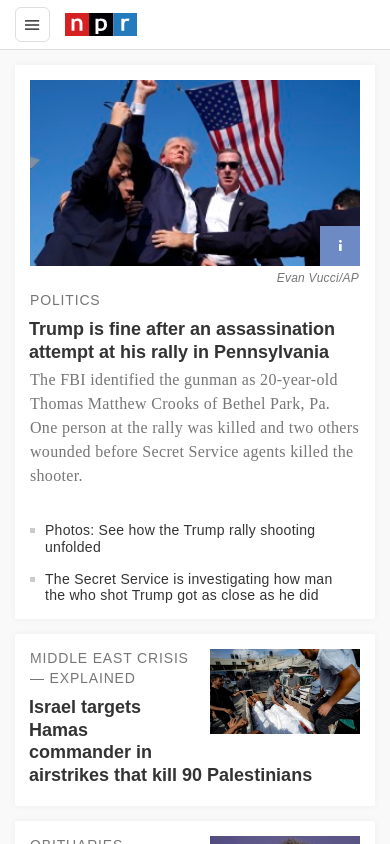 npr
Evan Vucci/AP
POLITICS
Trump is fine after an assassination
attempt at his rally in Pennsylvania
The FBI identified the gunman as 20-year-old
Thomas Matthew Crooks of Bethel Park, Pa.
One person at the rally was killed and two others
wounded before Secret Service agents killed the
shooter.
Photos: See how the Trump rally shooting
unfolded
The Secret Service is investigating how man
the who shot Trump got as close as he did
MIDDLE EAST CRISIS
— EXPLAINED
Israel targets
Hamas
commander in
airstrikes that kill 90 Palestinians
OBITUARIES